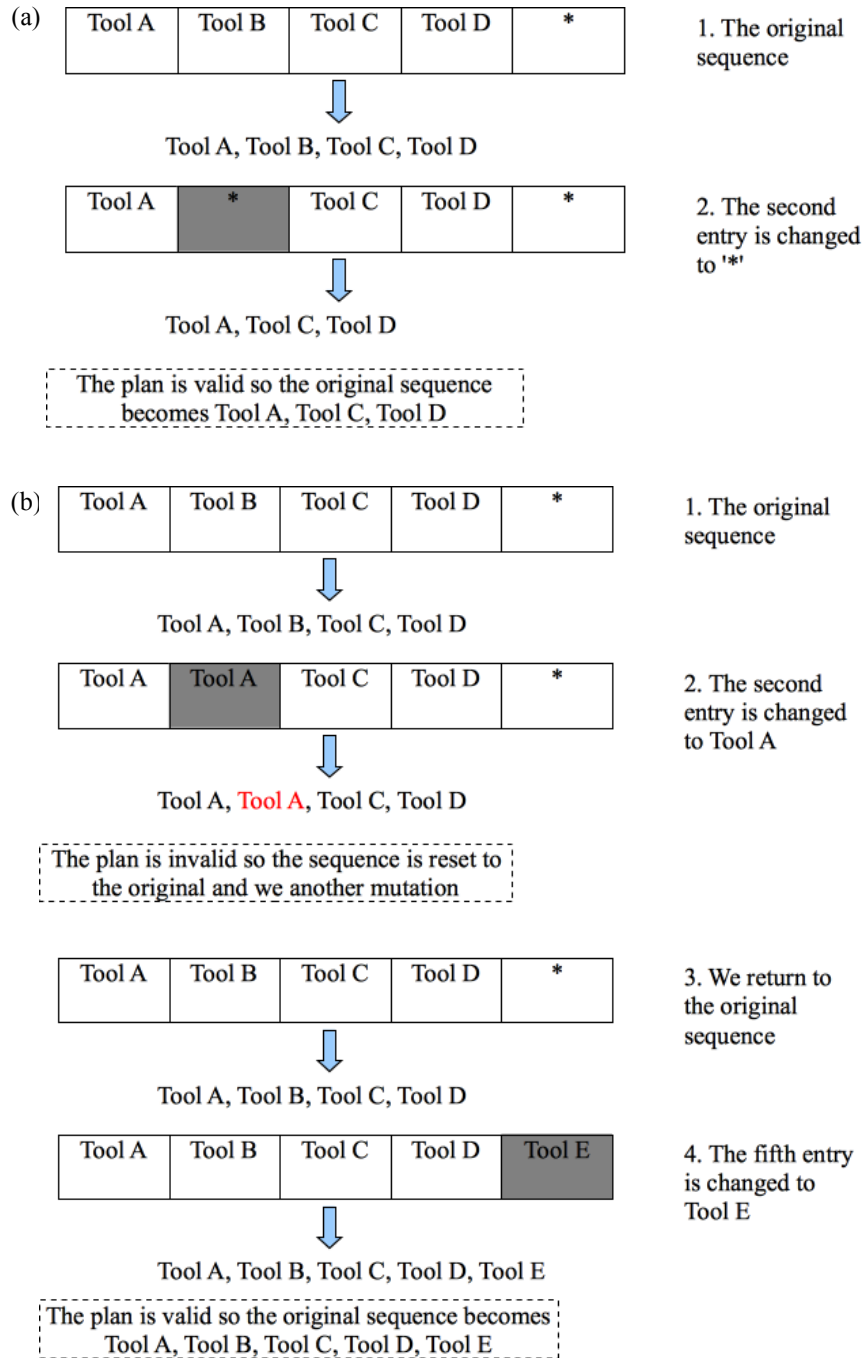 (a)
Tool A Tool B Tool C Tool D *
1. The original
sequence
Tool A, Tool B, Tool C, Tool D
Tool A * Tool C Tool D *
2. The second
entry is changed
to '*'
Tool A, Tool C, Tool D
The plan is valid so the original sequence
becomes Tool A, Tool C, Tool D
(b)
Tool A Tool B Tool C Tool D *
1. The original
sequence
Tool A, Tool B, Tool C, Tool D
Tool A Tool A Tool C Tool D *
2. The second
entry is changed
to Tool A
Tool A, Tool A, Tool C, Tool D
The plan is invalid so the sequence is reset to
the original and we another mutation
Tool A Tool B Tool C Tool D *
3. We return to
the original
sequence
Tool A, Tool B, Tool C, Tool D
Tool A Tool B Tool C Tool D Tool E
4. The fifth entry
is changed to
Tool E
Tool A, Tool B, Tool C, Tool D, Tool E
The plan is valid so the original sequence becomes
Tool A, Tool B, Tool C, Tool D, Tool E